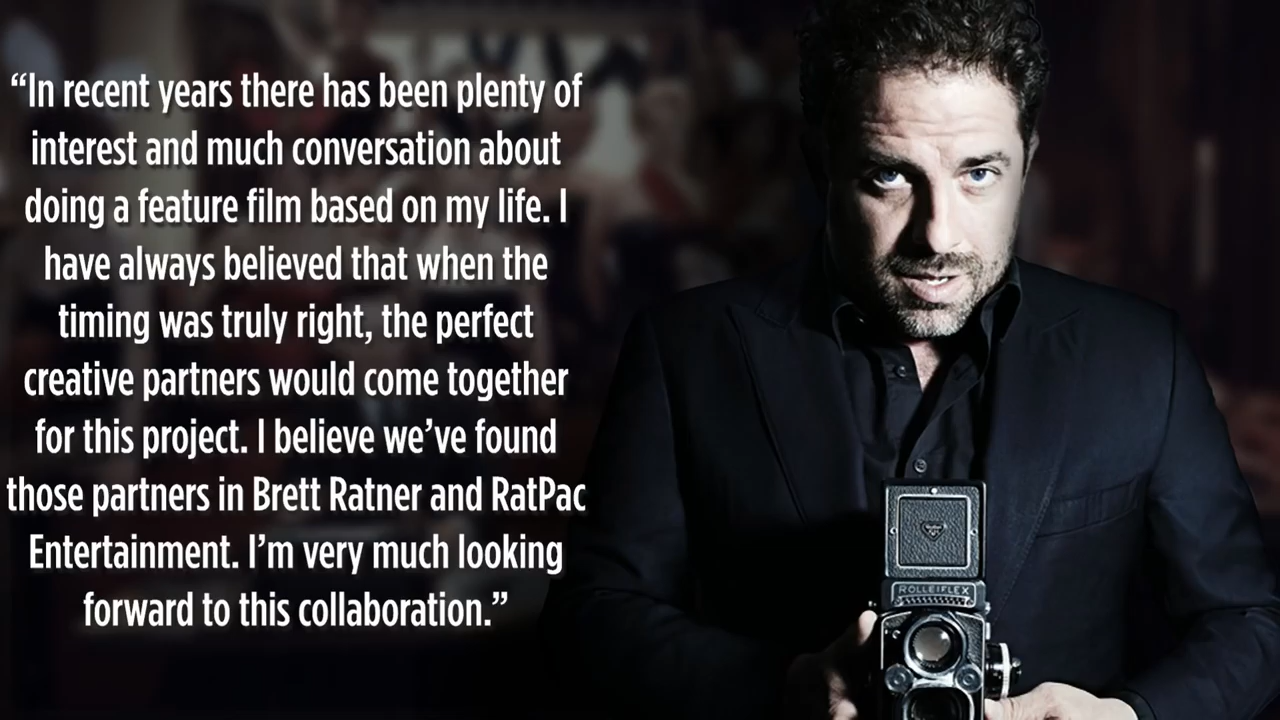 “In recent years there has been plenty of
interest and much conversation about
doing a feature film based on my life. I
have always believed that when the
timing was truly right, the perfect
creative partners would come together
for this project. I believe we’ve found
those partners in Brett Ratner and RatPac
Entertainment. I’m very much looking
forward to this collaboration.”
ROLLEIFLEX